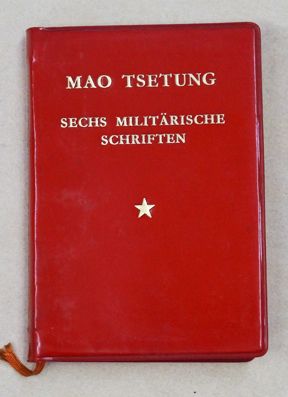 MAO TSETUNG
SECHS MILITÄRISCHE
SCHRIFTEN